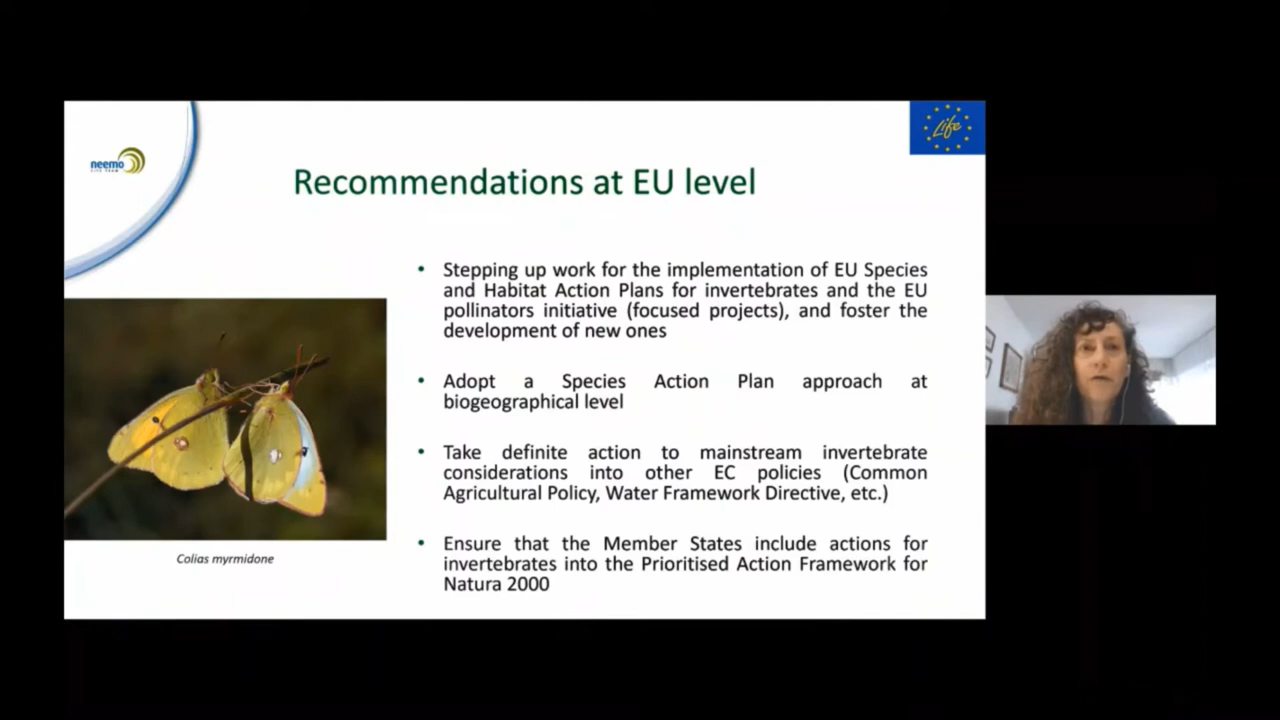 neemo
Life
Recommendations at EU level
• Stepping up work for the implementation of EU Species
and Habitat Action Plans for invertebrates and the EU
pollinators initiative (focused projects), and foster the
development of new ones
• Adopt a Species Action Plan approach at
biogeographical level
• Take definite action to mainstream invertebrate
considerations into other EC policies (Common
Agricultural Policy, Water Framework Directive, etc.)
• Ensure that the Member States include actions for
invertebrates into the Prioritised Action Framework for
Natura 2000
Colias myrmidone